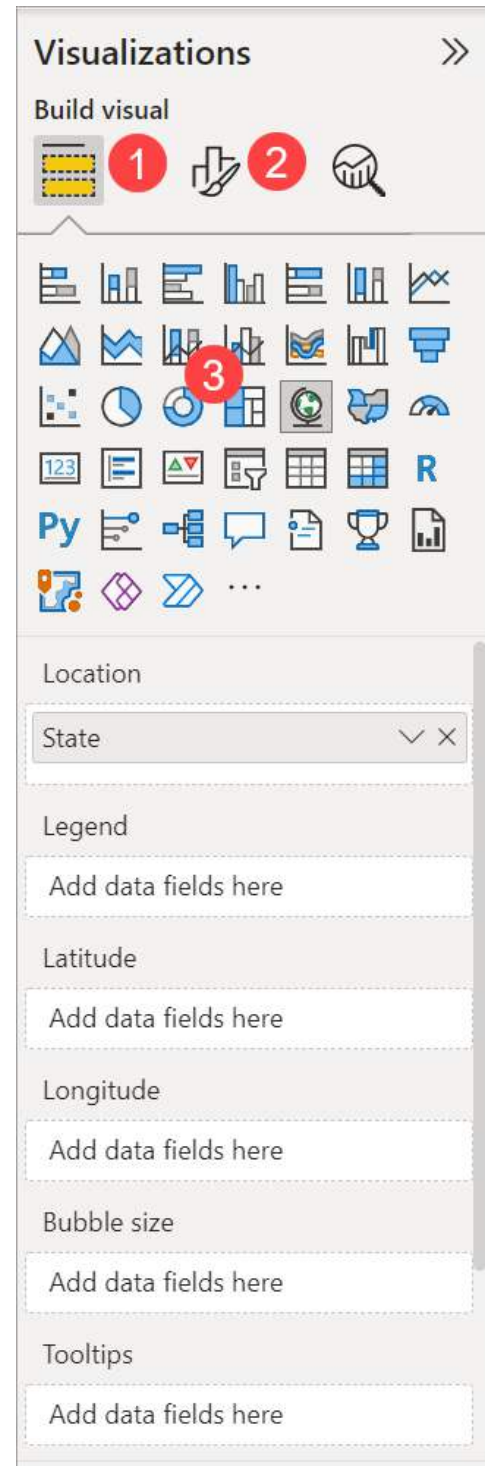 Visualizations
Build visual
1 2
3
123
R
Py
Location
State
Legend
Add data fields here
Latitude
Add data fields here
Longitude
Add data fields here
Bubble size
Add data fields here
Tooltips
Add data fields here